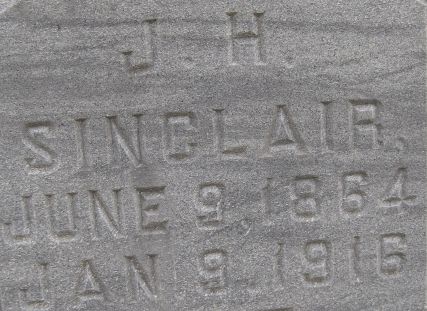 J. H.
SINCLAIR,
JUNE 9, 1864
JAN 9, 1916